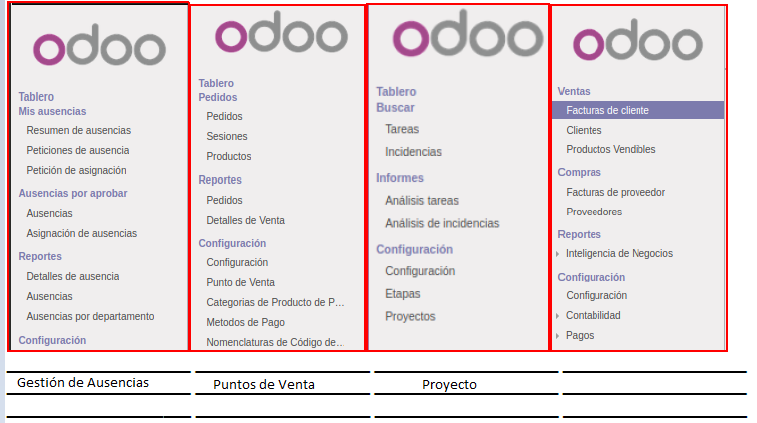 odoo
Tablero
Mis ausencias
Resumen de ausencias
Peticiones de ausencia
Petición de asignación
Ausencias por aprobar
Ausencias
Asignación de ausencias
Reportes
Detalles de ausencia
Ausencias
Ausencias por departamento
Configuración
odoo
Tablero
Pedidos
Pedidos
Sesiones
Productos
Reportes
Pedidos
Detalles de Venta
Configuración
Configuración
Punto de Venta
Categorias de Producto de P...
Metodos de Pago
Nomenclaturas de Código de...
odoo
Tablero
Buscar
Tareas
Incidencias
Informes
Análisis tareas
Análisis de incidencias
Configuración
Configuración
Etapas
Proyectos
odoo
Ventas
Facturas de cliente
Clientes
Productos Vendibles
Compras
Facturas de proveedor
Proveedores
Reportes
Inteligencia de Negocios
Configuración
Configuración
Contabilidad
Pagos
Gestión de Ausencias
Puntos de Venta
Proyecto